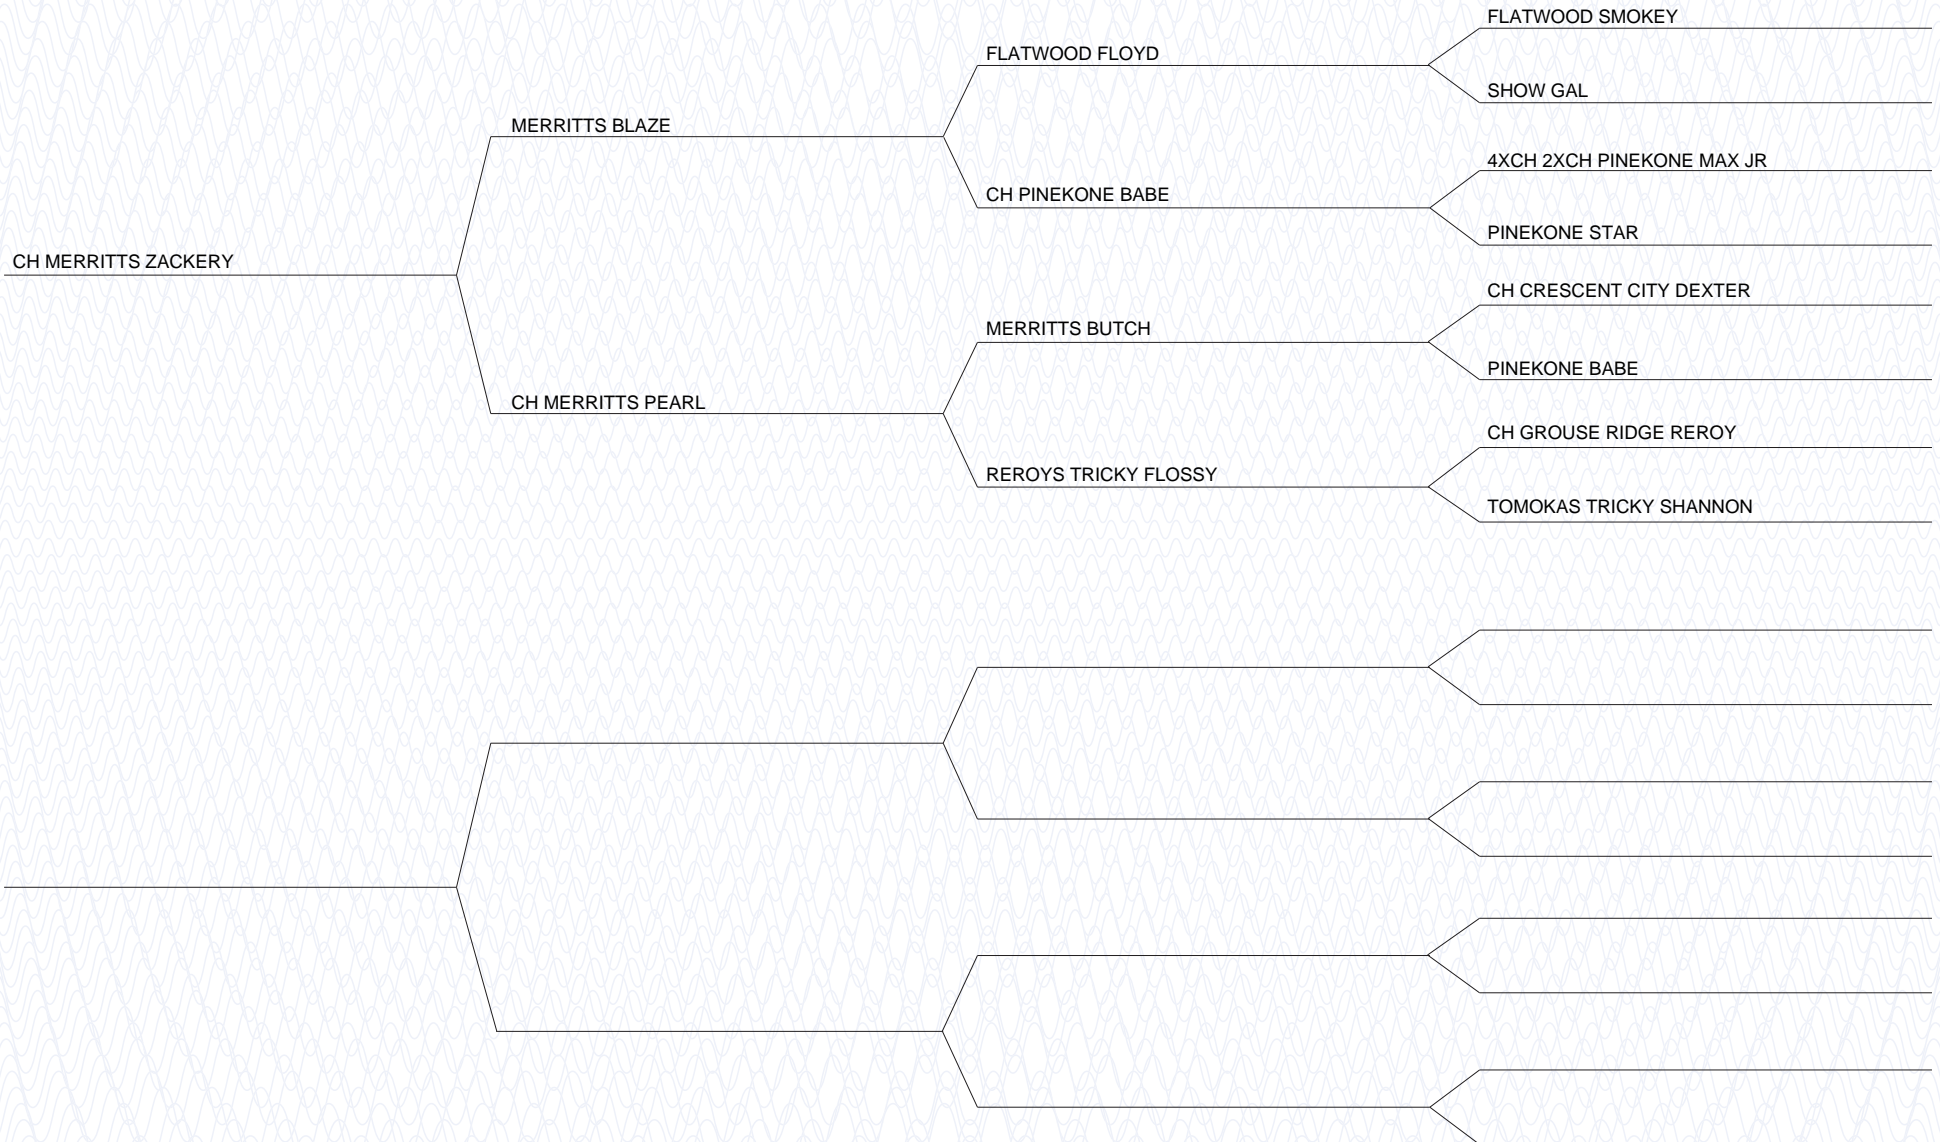 FLATWOOD SMOKEY
FLATWOOD FLOYD
SHOW GAL
MERRITTS BLAZE
4XCH 2XCH PINEKONE MAX JR
CH PINEKONE BABE
PINEKONE STAR
CH MERRITTS ZACKERY
CH CRESCENT CITY DEXTER
MERRITTS BUTCH
PINEKONE BABE
CH MERRITTS PEARL
CH GROUSE RIDGE REROY
REROYS TRICKY FLOSSY
TOMOKAS TRICKY SHANNON